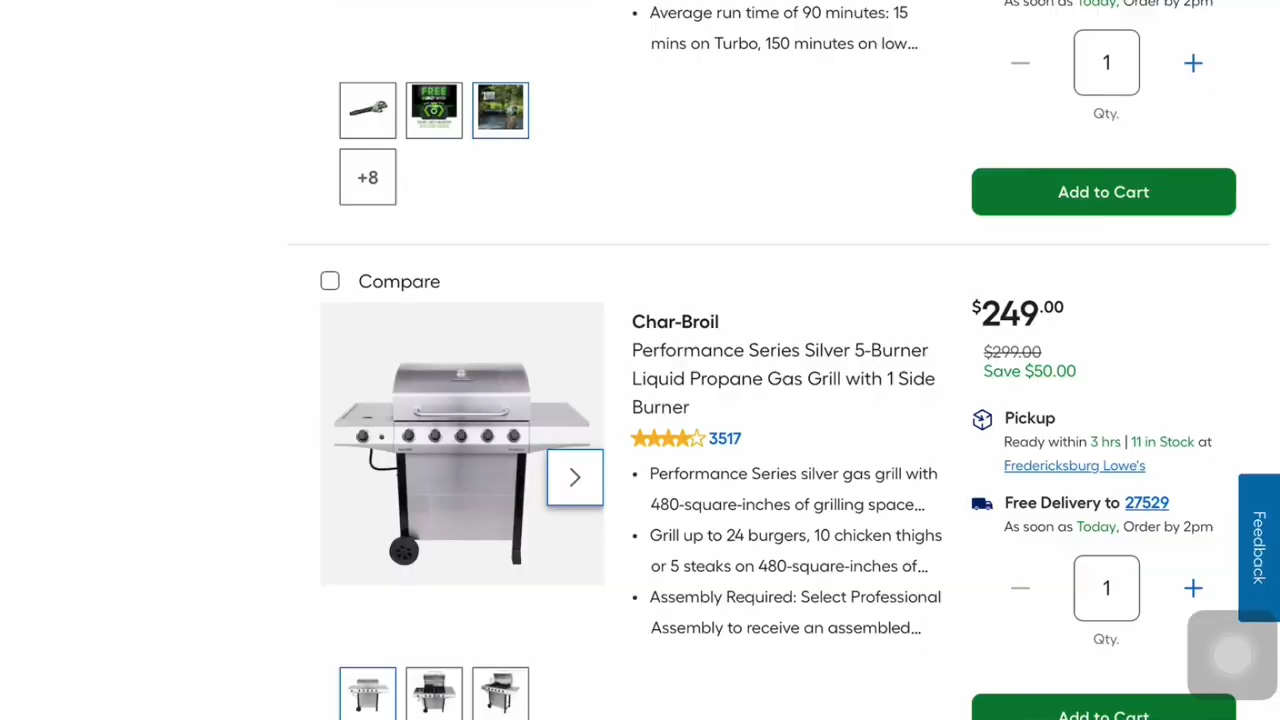 As soon as Today, Order by 2pm
• Average run time of 90 minutes: 15
mins on Turbo, 150 minutes on low...
1
Qty.
FREE
+8
Add to Cart
Compare
Char-Broil
Performance Series Silver 5-Burner
Liquid Propane Gas Grill with 1 Side
Burner
3517
• Performance Series silver gas grill with
480-square-inches of grilling space...
• Grill up to 24 burgers, 10 chicken thighs
or 5 steaks on 480-square-inches of...
• Assembly Required: Select Professional
Assembly to receive an assembled...
$249.00
$299.00
Save $50.00
Pickup
Ready within 3 hrs | 11 in Stock at
Fredericksburg Lowe's
Free Delivery to 27529
As soon as Today, Order by 2pm
1
Qty.
Add to Cart
Feedback